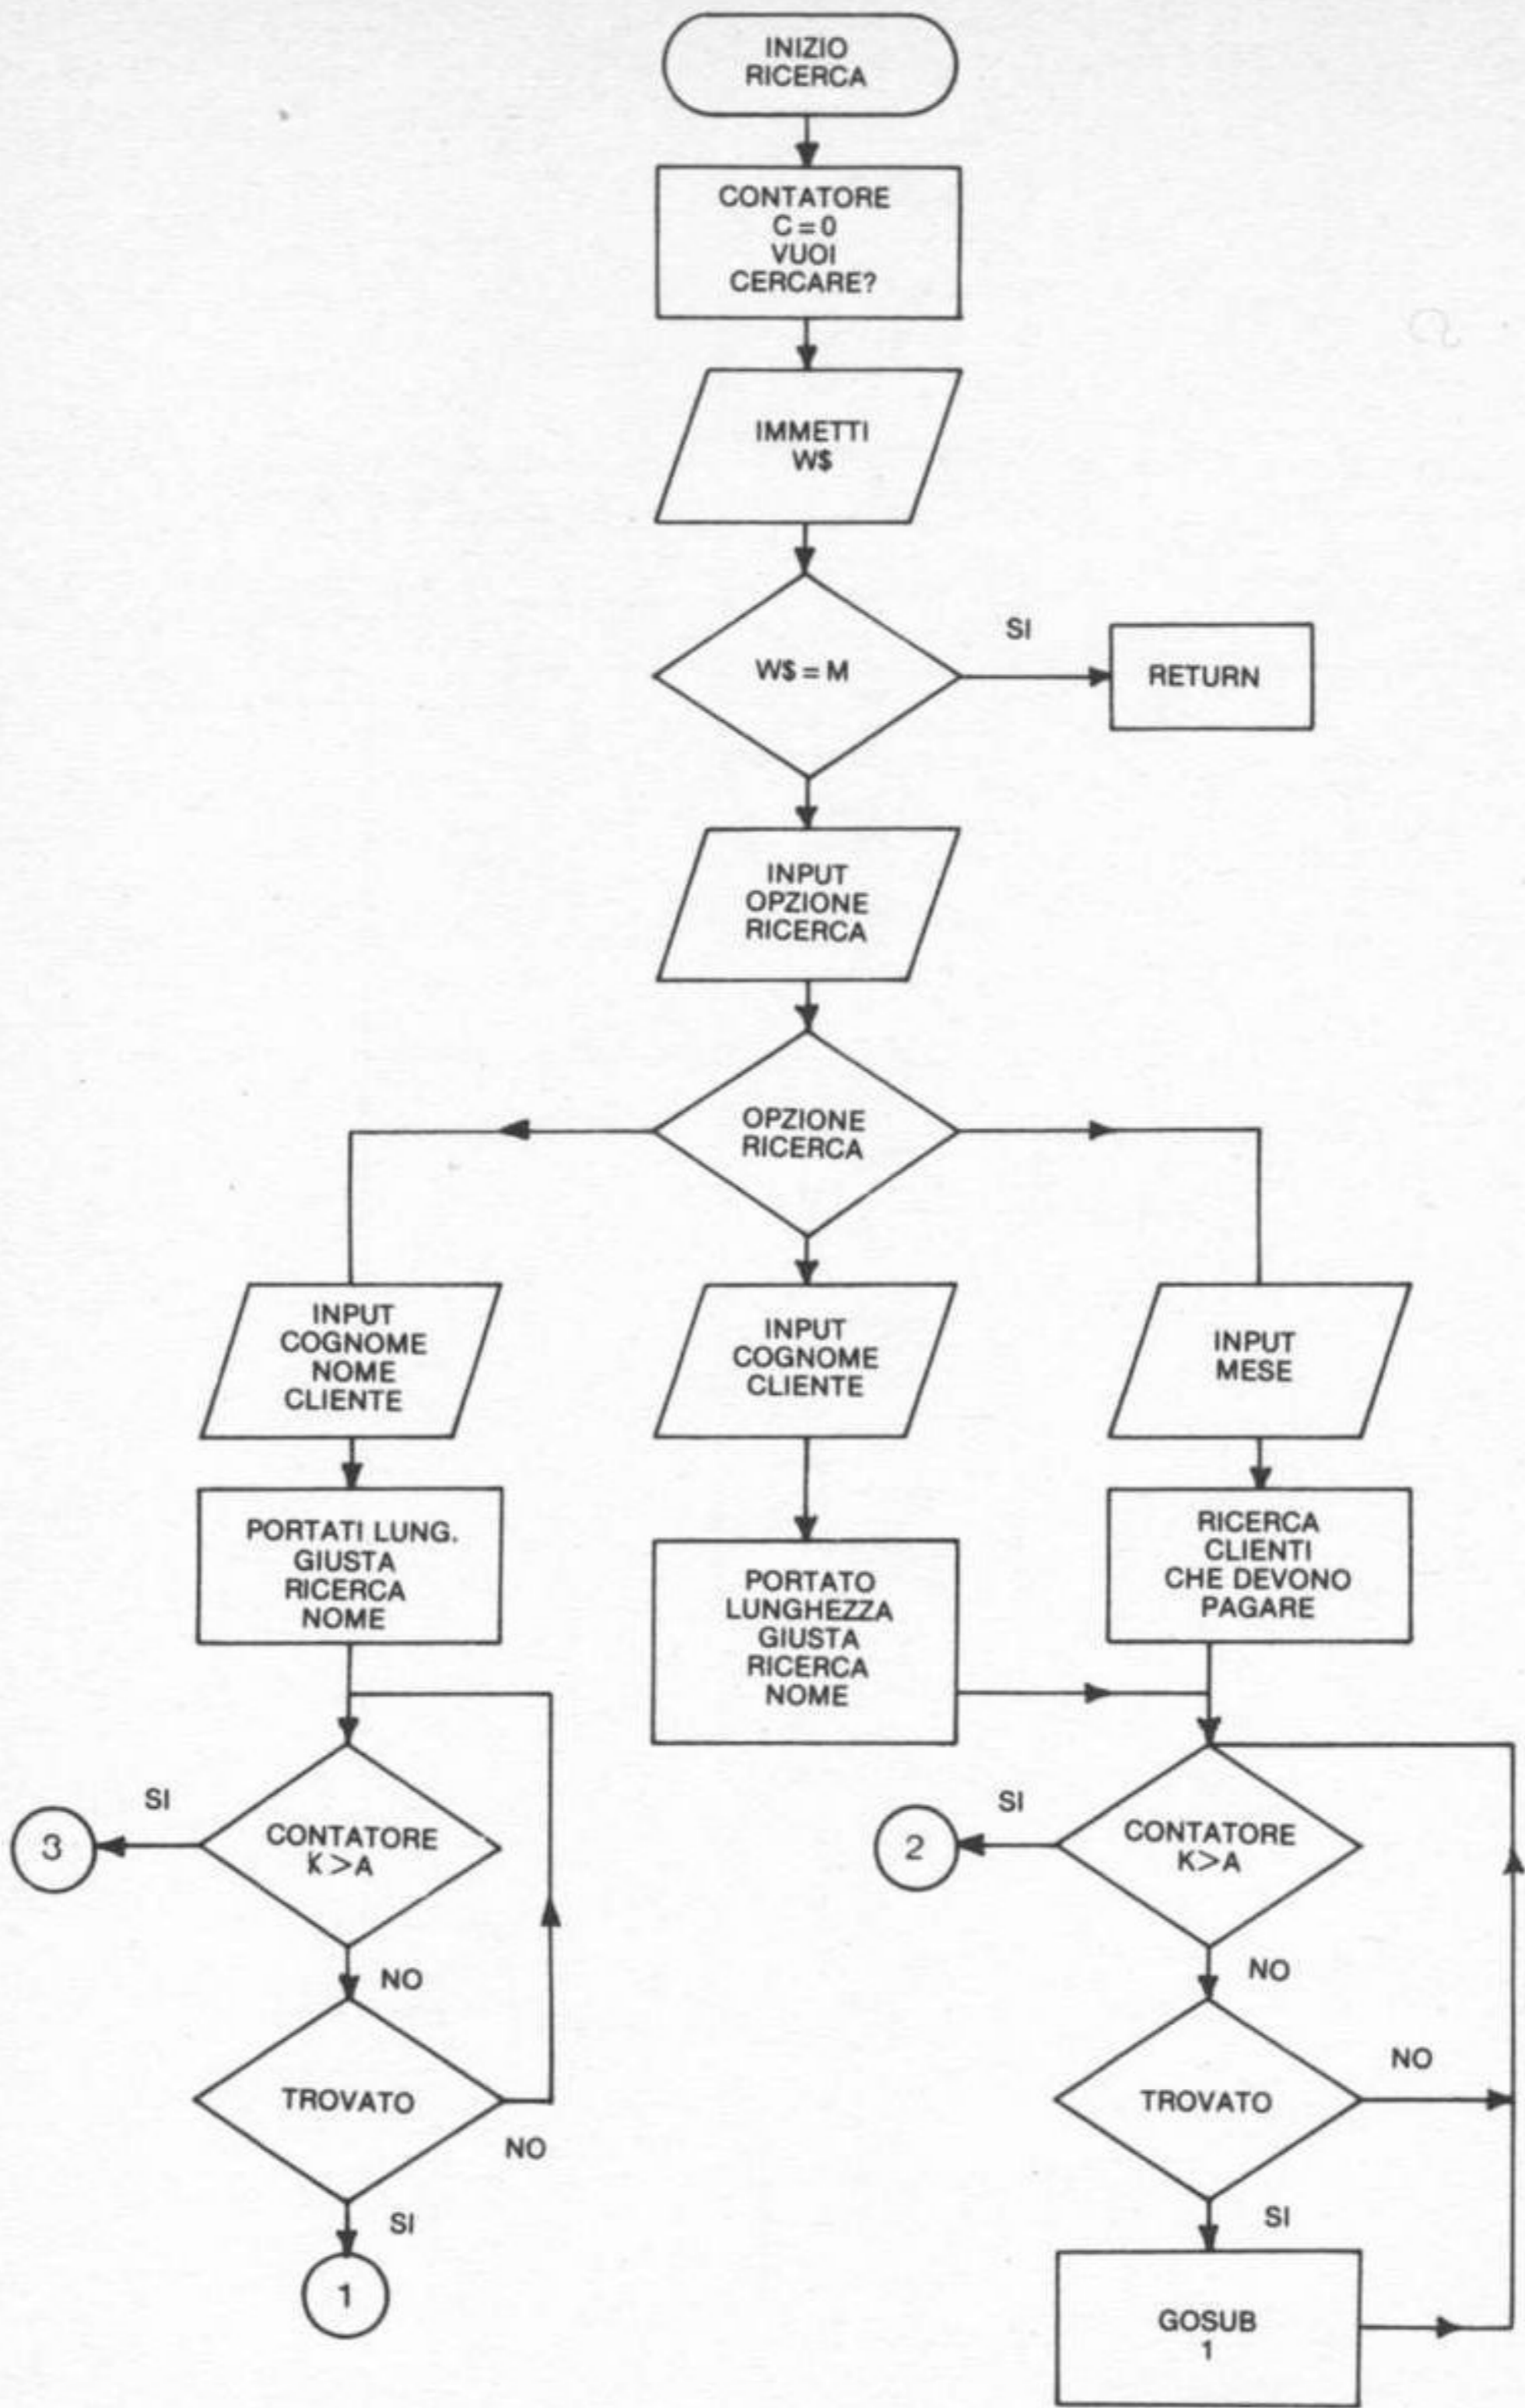 INIZIO
RICERCA
CONTATORE
C = 0
VUOI
CERCARE?
IMMETTI
W$
W$ = M
SI
RETURN
INPUT
OPZIONE
RICERCA
OPZIONE
RICERCA
INPUT
COGNOME
NOME
CLIENTE
INPUT
COGNOME
CLIENTE
INPUT
MESE
PORTATI LUNG.
GIUSTA
RICERCA
NOME
PORTATO
LUNGHEZZA
GIUSTA
RICERCA
NOME
RICERCA
CLIENTI
CHE DEVONO
PAGARE
SI
3
CONTATORE
K >A
NO
TROVATO
NO
SI
1
SI
2
CONTATORE
K>A
NO
TROVATO
NO
SI
GOSUB
1